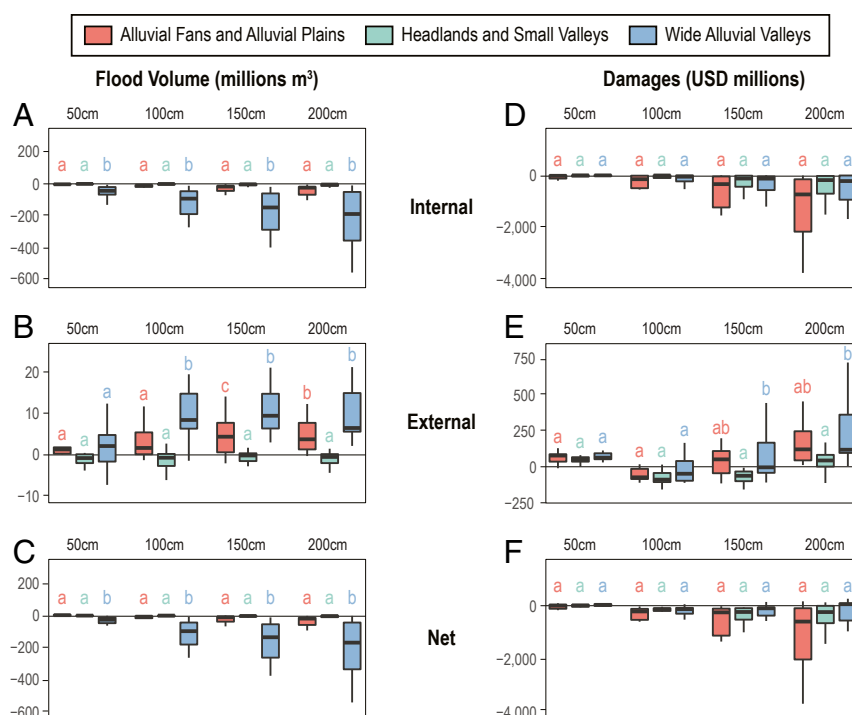 Alluvial Fans and Alluvial Plains Headlands and Small Valleys Wide Alluvial Valleys
Flood Volume (millions m³) Damages (USD millions)
A
50cm 100cm 150cm 200cm
200
0
−200
−400
−600
a a b a a b a a b a a b
D
50cm 100cm 150cm 200cm
0
−2,000
−4,000
a a a a a a a a a a a a
Internal
B
50cm 100cm 150cm 200cm
20
10
0
−10
a a a a a b c a b b a b
E
50cm 100cm 150cm 200cm
750
500
250
0
−250
a a a a a a ab a b ab a b
External
C
50cm 100cm 150cm 200cm
200
0
−200
−400
−600
a a b a a b a a b a a b
F
50cm 100cm 150cm 200cm
0
−2,000
−4,000
a a a a a a a a a a a a
Net